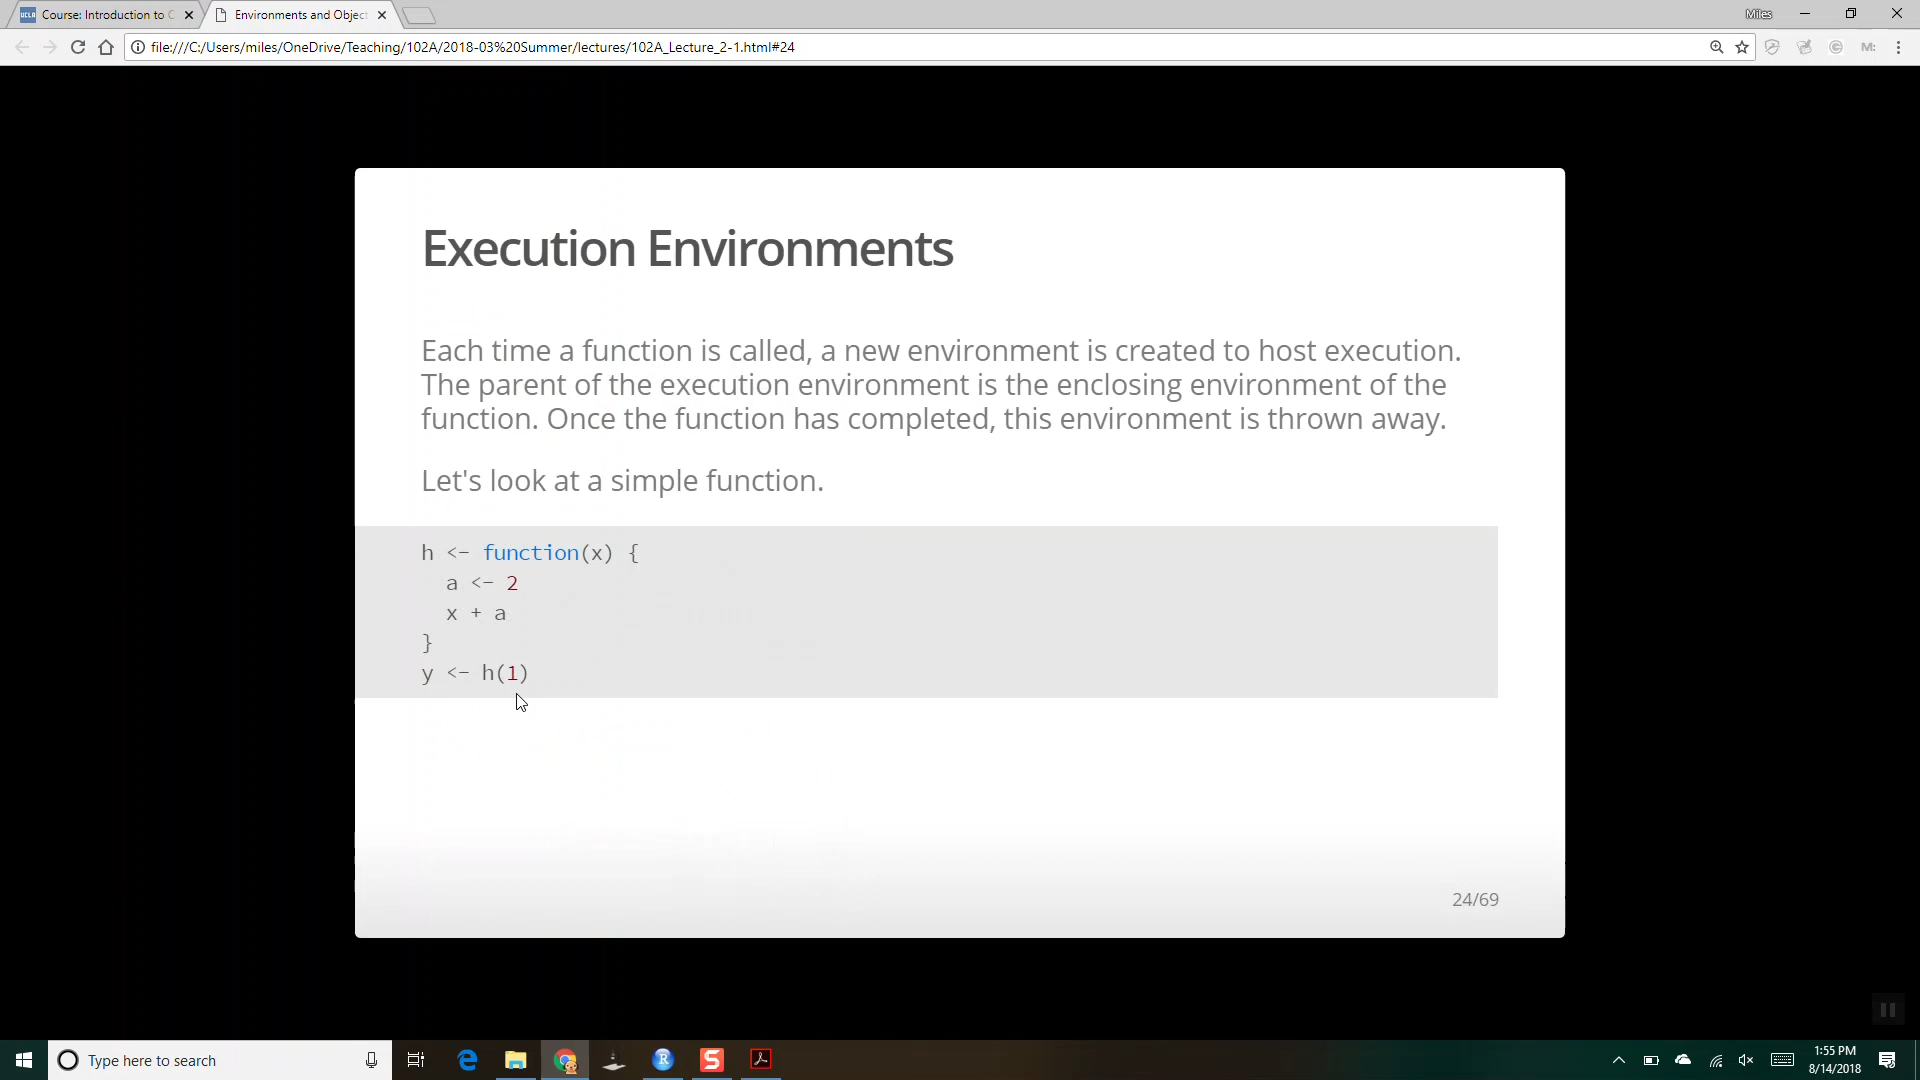 Course: Introduction to C
Environments and Object
Miles
file:///C:/Users/miles/OneDrive/Teaching/102A/2018-03%20Summer/lectures/102A_Lecture_2-1.html#24
Execution Environments
Each time a function is called, a new environment is created to host execution.
The parent of the execution environment is the enclosing environment of the
function. Once the function has completed, this environment is thrown away.
Let's look at a simple function.
h <- function(x) {
  a <- 2
  x + a
}
y <- h(1)
24/69
Type here to search
1:55 PM
8/14/2018